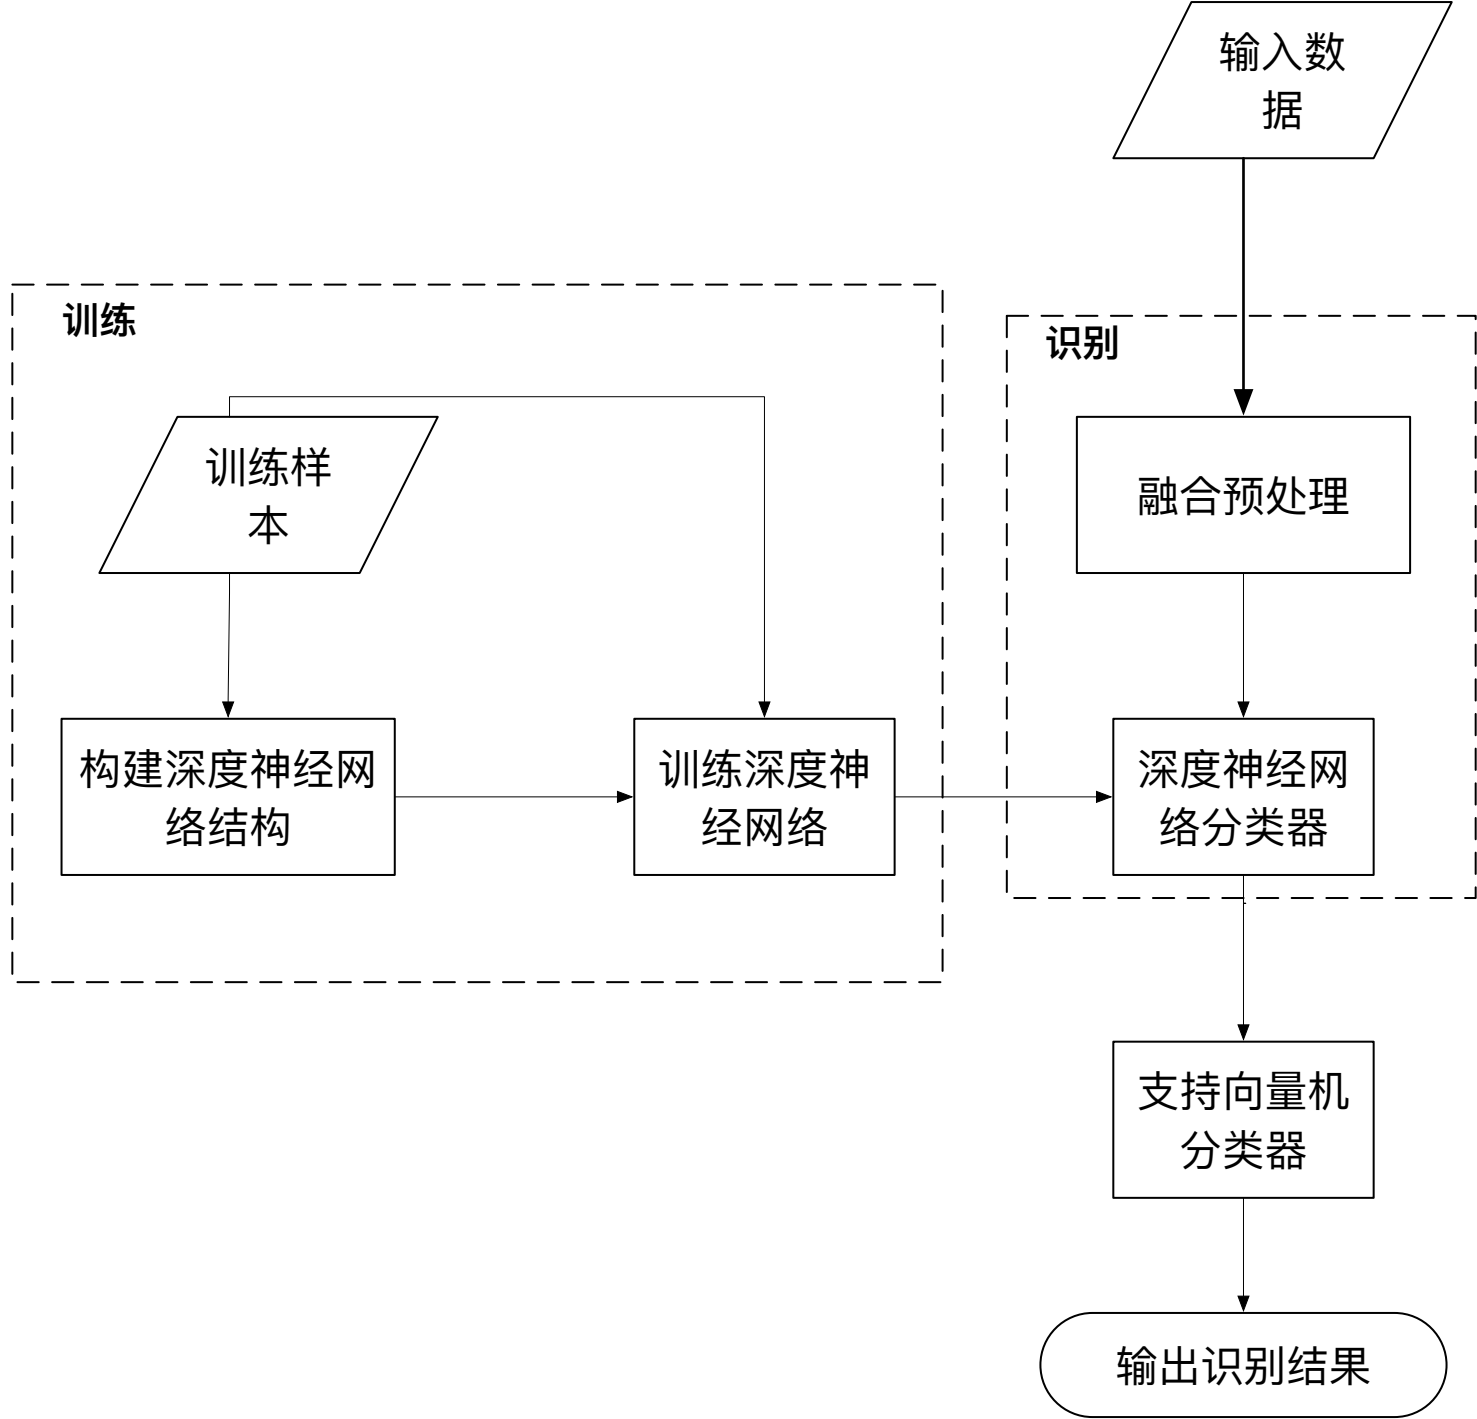 输入数
据
训练
识别
训练样
本
融合预处理
构建深度神经网
络结构
训练深度神
经网络
深度神经网
络分类器
支持向量机
分类器
输出识别结果